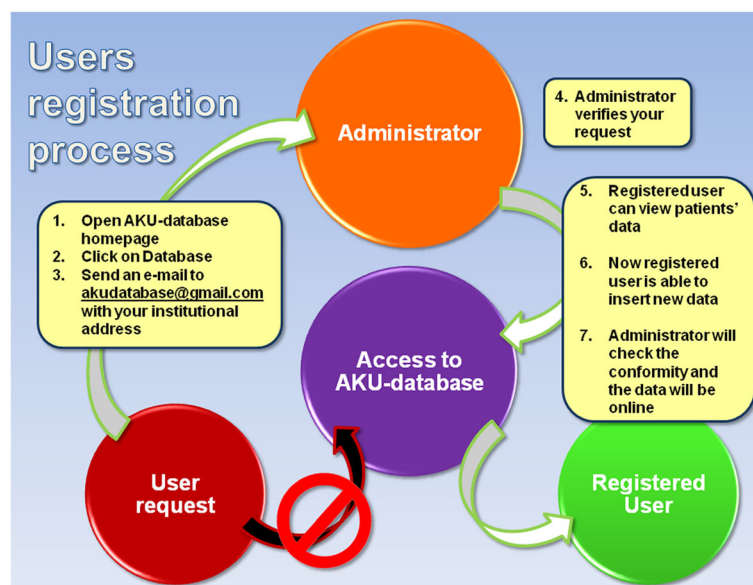 Users
registration
process
Administrator
4. Administrator
verifies your
request
1. Open AKU-database
homepage
2. Click on Database
3. Send an e-mail to
akudatabase@gmail.com
with your institutional
address
5. Registered user
can view patients'
data
6. Now registered
user is able to
insert new data
7. Administrator will
check the
conformity and
the data will be
online
Access to
AKU-database
User
request
Registered
User